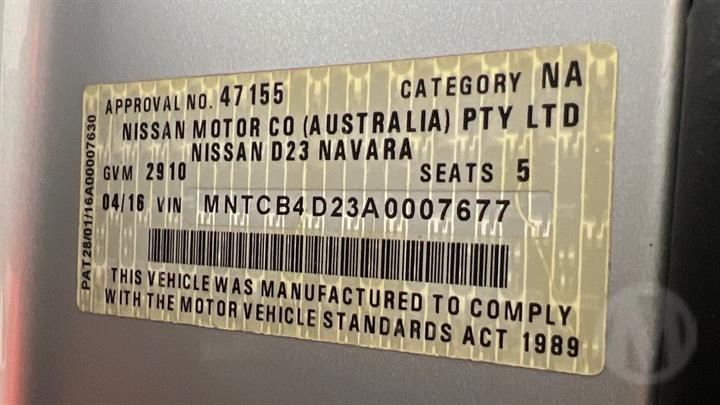 APPROVAL NO. 47155 CATEGORY NA
NISSAN MOTOR CO (AUSTRALIA) PTY LTD
NISSAN D23 NAVARA
GVM 2910 SEATS 5
04/16 VIN MNTCB4D23A0007677
THIS VEHICLE WAS MANUFACTURED TO COMPLY
WITH THE MOTOR VEHICLE STANDARDS ACT 1989
PAT28/01/16A00007630
M